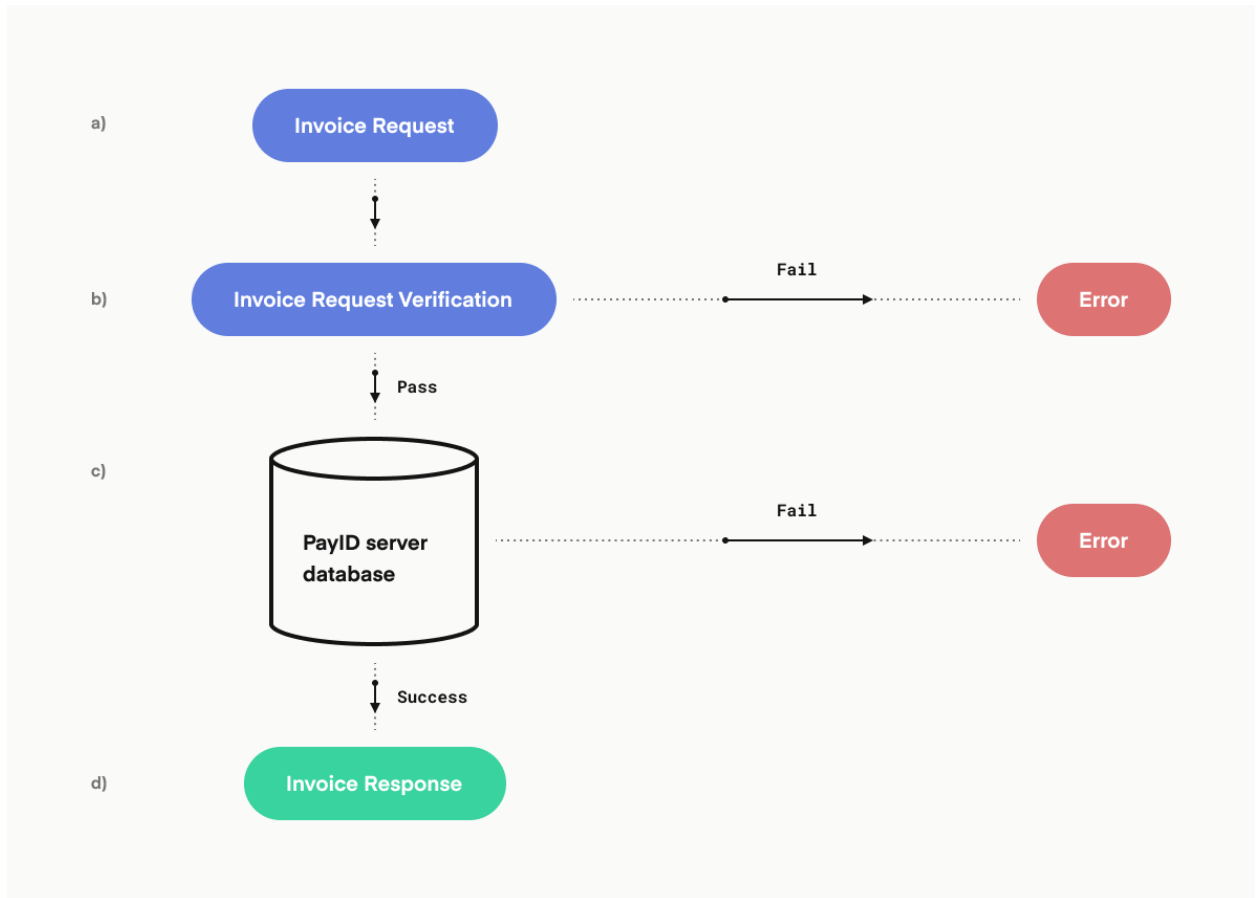 a)
Invoice Request
b)
Invoice Request Verification
Fail
Error
Pass
c)
PayID server
database
Fail
Error
Success
d)
Invoice Response